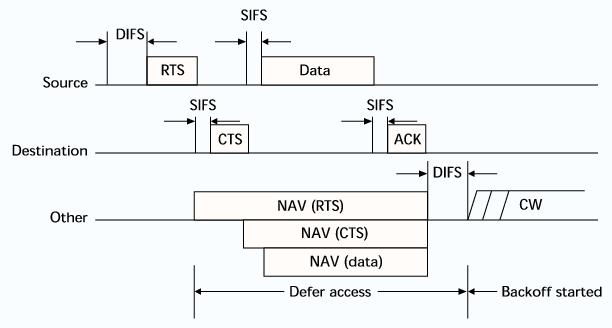 SIFS
DIFS
RTS
Data
Source
SIFS
SIFS
CTS
ACK
Destination
DIFS
NAV (RTS)
CW
Other
NAV (CTS)
NAV (data)
Defer access
Backoff started